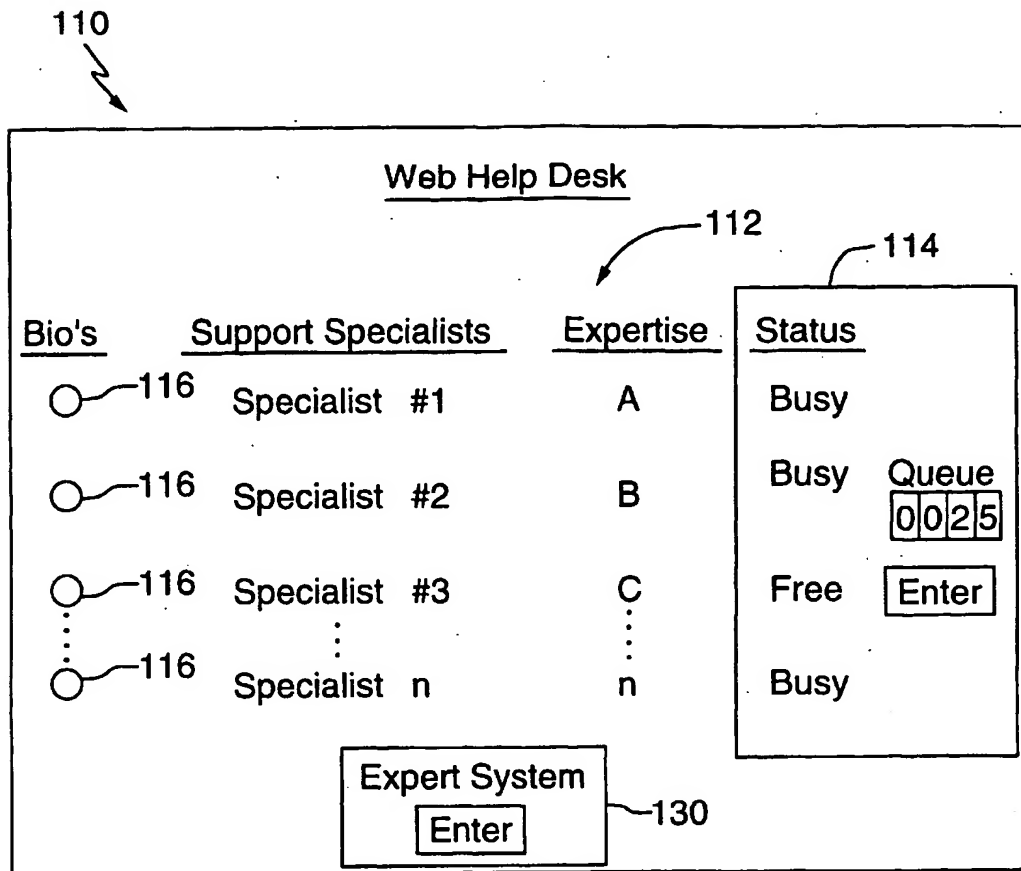 110
Web Help Desk
112
114
Bio's Support Specialists Expertise Status
116 Specialist #1 A Busy
116 Specialist #2 B Busy Queue
0025
116 Specialist #3 C Free Enter
116 Specialist n n Busy
Expert System
Enter
130